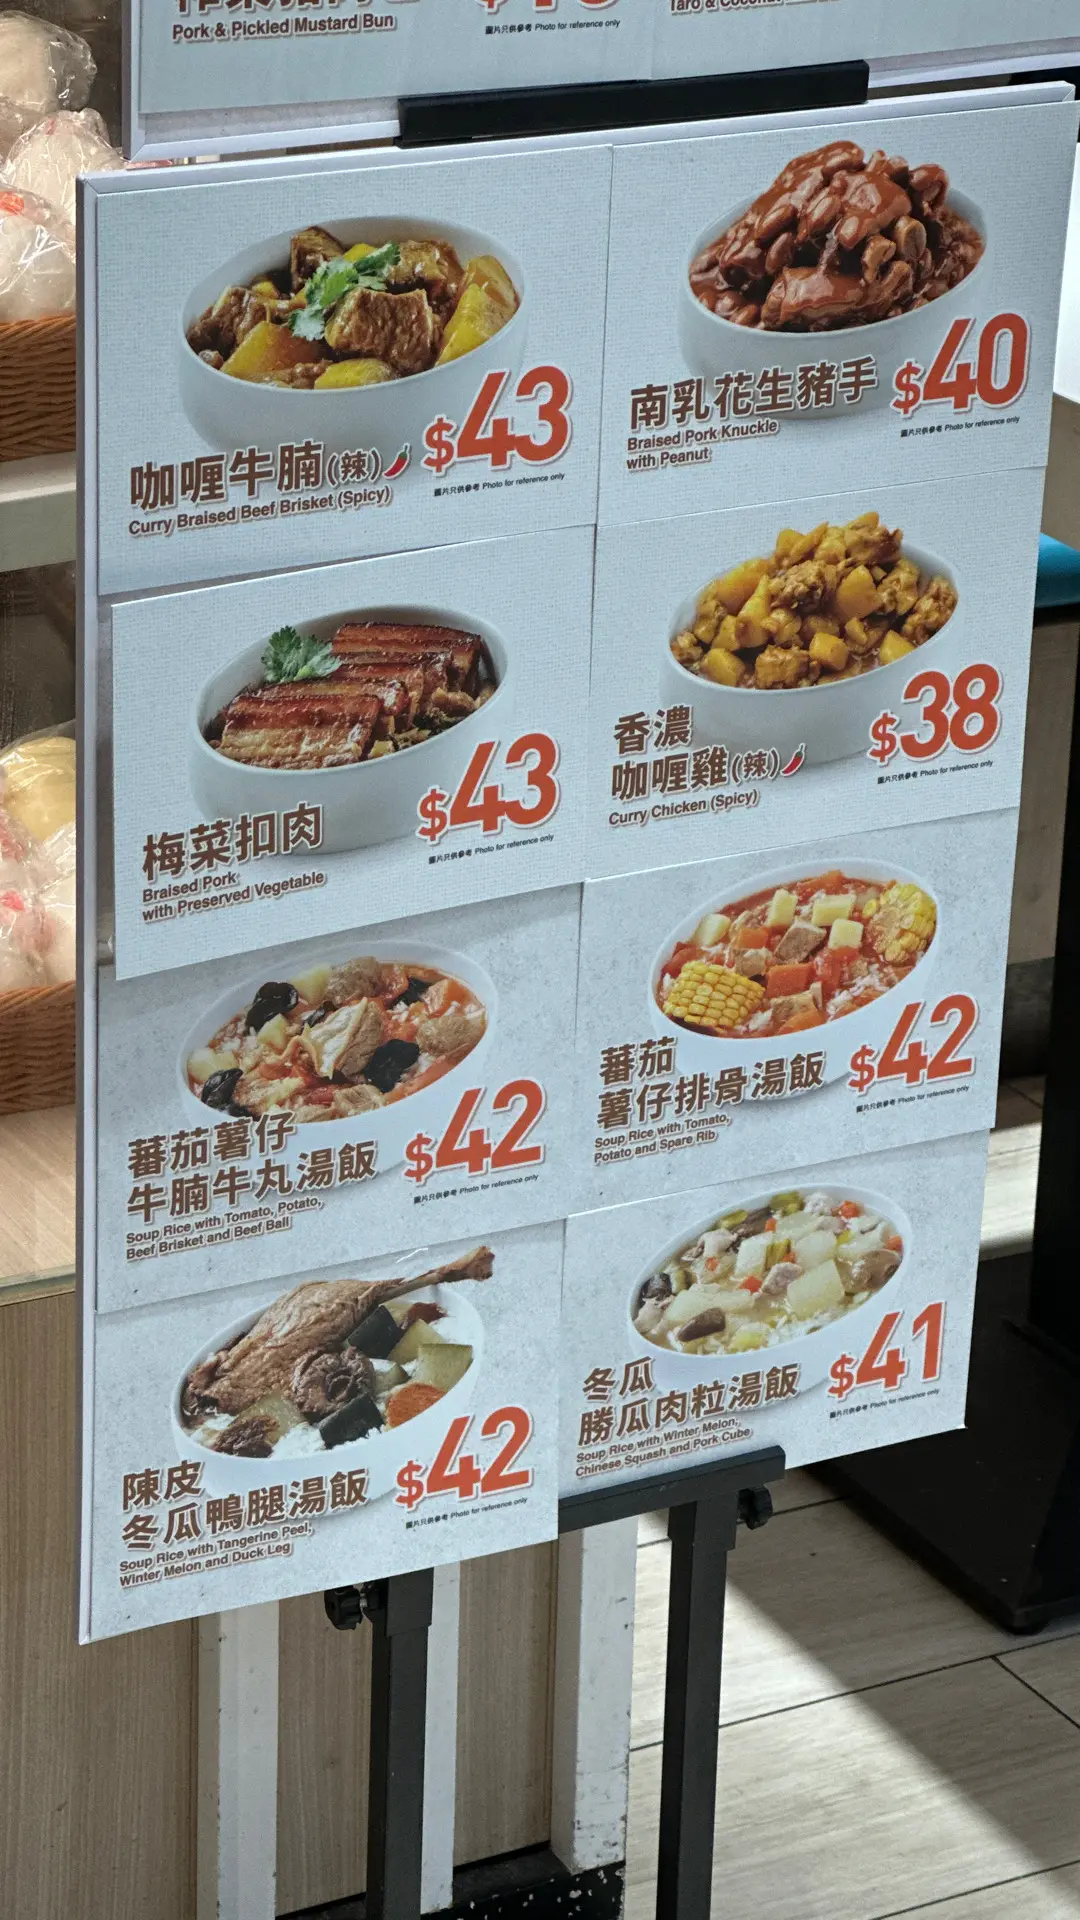 Pork & Pickled Mustard Bun
圖片只供參考 Photo for reference only
Taro &
咖喱牛腩(辣)
Curry Braised Beef Brisket (Spicy)
$43
圖片只供參考 Photo for reference only
南乳花生豬手
Braised Pork Knuckle
with Peanut
$40
圖片只供參考 Photo for reference only
梅菜扣肉
Braised Pork
with Preserved Vegetable
$43
圖片只供參考 Photo for reference only
香濃
咖喱雞(辣)
Curry Chicken (Spicy)
$38
圖片只供參考 Photo for reference only
蕃茄薯仔
牛腩牛丸湯飯
Soup Rice with Tomato, Potato,
Beef Brisket and Beef Ball
$42
圖片只供參考 Photo for reference only
蕃茄
薯仔排骨湯飯
Soup Rice with Tomato,
Potato and Spare Rib
$42
圖片只供參考 Photo for reference only
陳皮
冬瓜鴨腿湯飯
Soup Rice with Tangerine Peel,
Winter Melon and Duck Leg
$42
圖片只供參考 Photo for reference only
冬瓜
勝瓜肉粒湯飯
Soup Rice with Winter Melon,
Chinese Squash and Pork Cube
$41
圖片只供參考 Photo for reference only